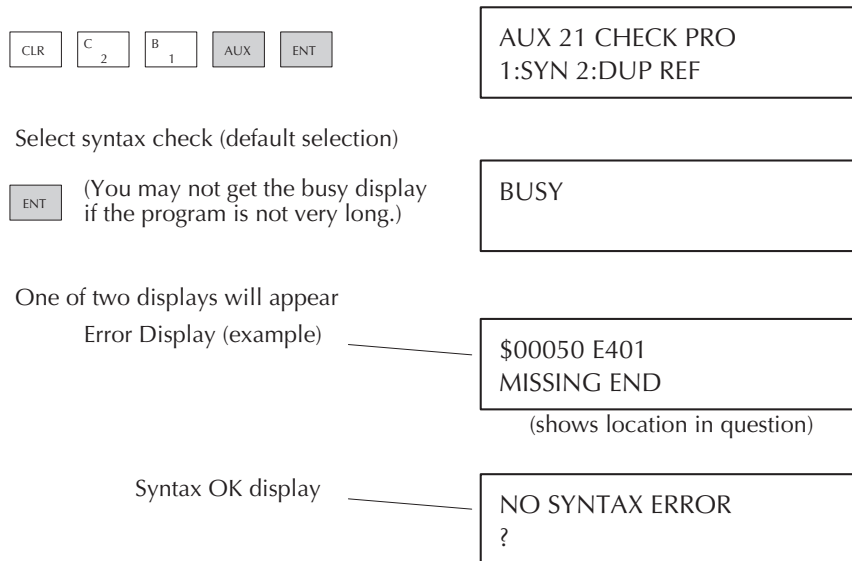 CLR C 2 B 1 AUX ENT
AUX 21 CHECK PRO
1:SYN 2:DUP REF
Select syntax check (default selection)
ENT (You may not get the busy display
if the program is not very long.)
BUSY
One of two displays will appear
Error Display (example)
$00050 E401
MISSING END
(shows location in question)
Syntax OK display
NO SYNTAX ERROR
?